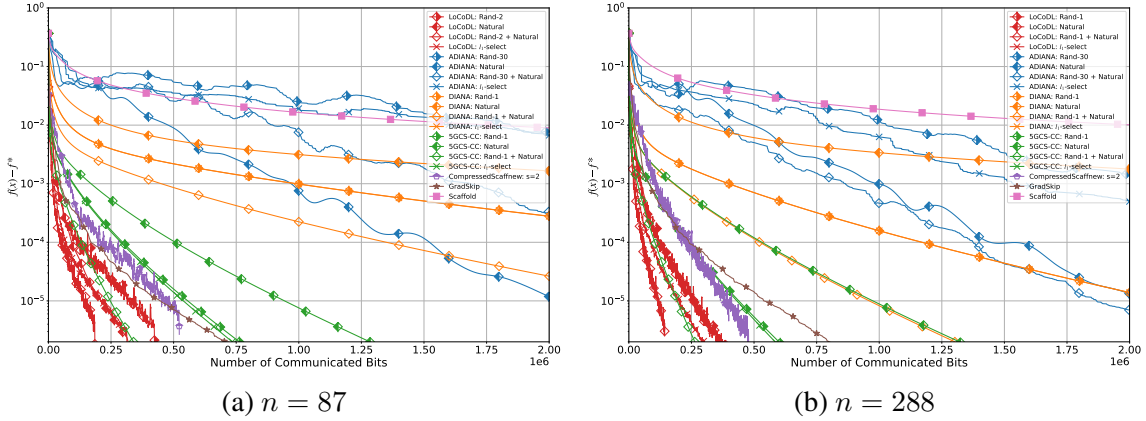 10⁰
10⁻¹
10⁻²
10⁻³
10⁻⁴
10⁻⁵
f(x) − f*
0.00 0.25 0.50 0.75 1.00 1.25 1.50 1.75 2.00
1e6
Number of Communicated Bits
LoCoDL: Rand-2
LoCoDL: Natural
LoCoDL: Rand-2 + Natural
LoCoDL: l₁-select
ADIANA: Rand-30
ADIANA: Natural
ADIANA: Rand-30 + Natural
ADIANA: l₁-select
DIANA: Rand-1
DIANA: Natural
DIANA: Rand-1 + Natural
DIANA: l₁-select
5GCS-CC: Rand-1
5GCS-CC: Natural
5GCS-CC: Rand-1 + Natural
5GCS-CC: l₁-select
CompressedScaffnew: s=2
GradSkip
Scaffold
(a) n = 87
10⁰
10⁻¹
10⁻²
10⁻³
10⁻⁴
10⁻⁵
f(x) − f*
0.00 0.25 0.50 0.75 1.00 1.25 1.50 1.75 2.00
1e6
Number of Communicated Bits
LoCoDL: Rand-1
LoCoDL: Natural
LoCoDL: Rand-1 + Natural
LoCoDL: l₁-select
ADIANA: Rand-30
ADIANA: Natural
ADIANA: Rand-30 + Natural
ADIANA: l₁-select
DIANA: Rand-1
DIANA: Natural
DIANA: Rand-1 + Natural
DIANA: l₁-select
5GCS-CC: Rand-1
5GCS-CC: Natural
5GCS-CC: Rand-1 + Natural
5GCS-CC: l₁-select
CompressedScaffnew: s=2
GradSkip
Scaffold
(b) n = 288